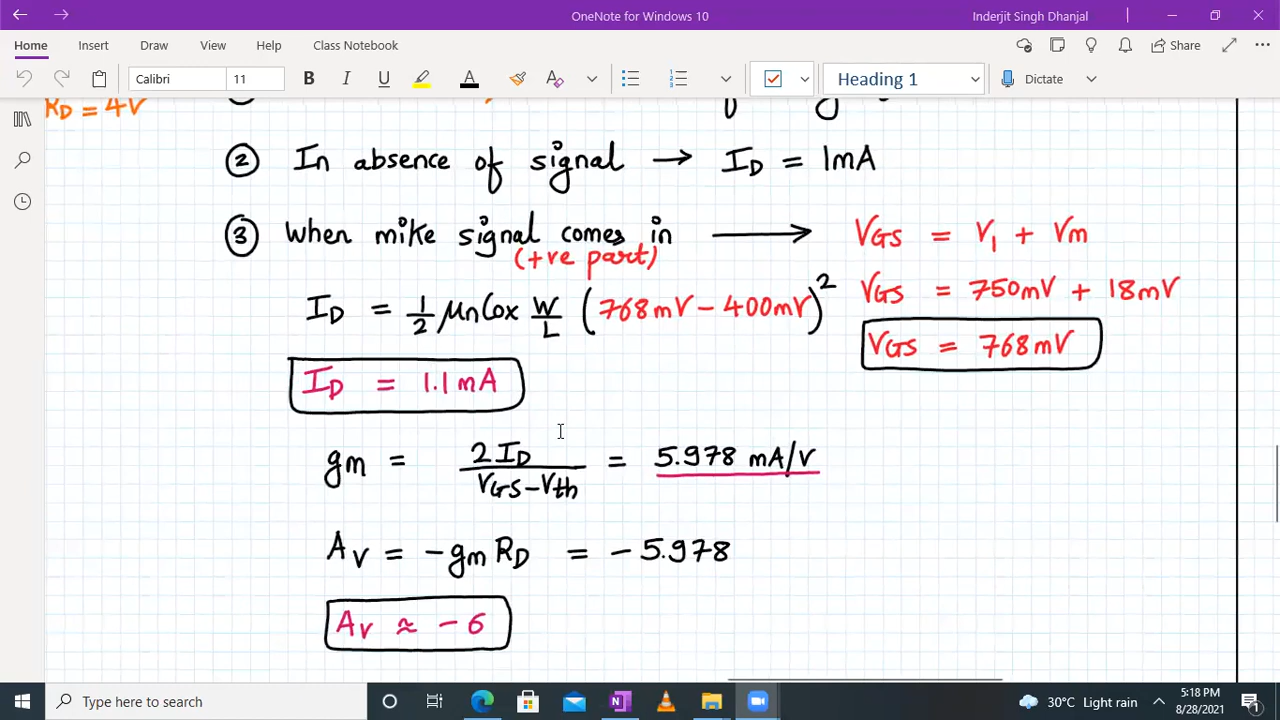 OneNote for Windows 10
Inderjit Singh Dhanjal
Home Insert Draw View Help Class Notebook Share
Calibri 11 B I U A A Heading 1 Dictate
RD = 4V
② In absence of signal → ID = 1mA
③ When mike signal comes in → VGS = V1 + Vm
(+ve part)
ID = 1/2 μnCox W/L (768mV - 400mV)²
VGS = 750mV + 18mV
VGS = 768mV
ID = 1.1mA
gm = 2ID/VGS-Vth = 5.978 mA/V
Av = -gmRD = -5.978
Av ≈ -6
Type here to search
30°C Light rain
5:18 PM
8/28/2021
1